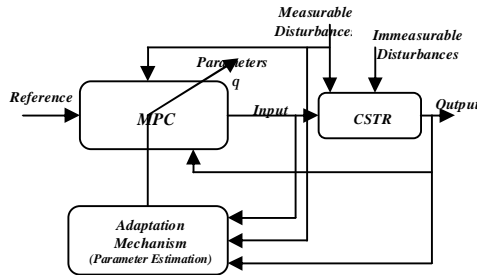 Measurable
Disturbances
Immeasurable
Disturbances
Parameters
q
Reference
MPC
Input
CSTR
Output
Adaptation
Mechanism
(Parameter Estimation)